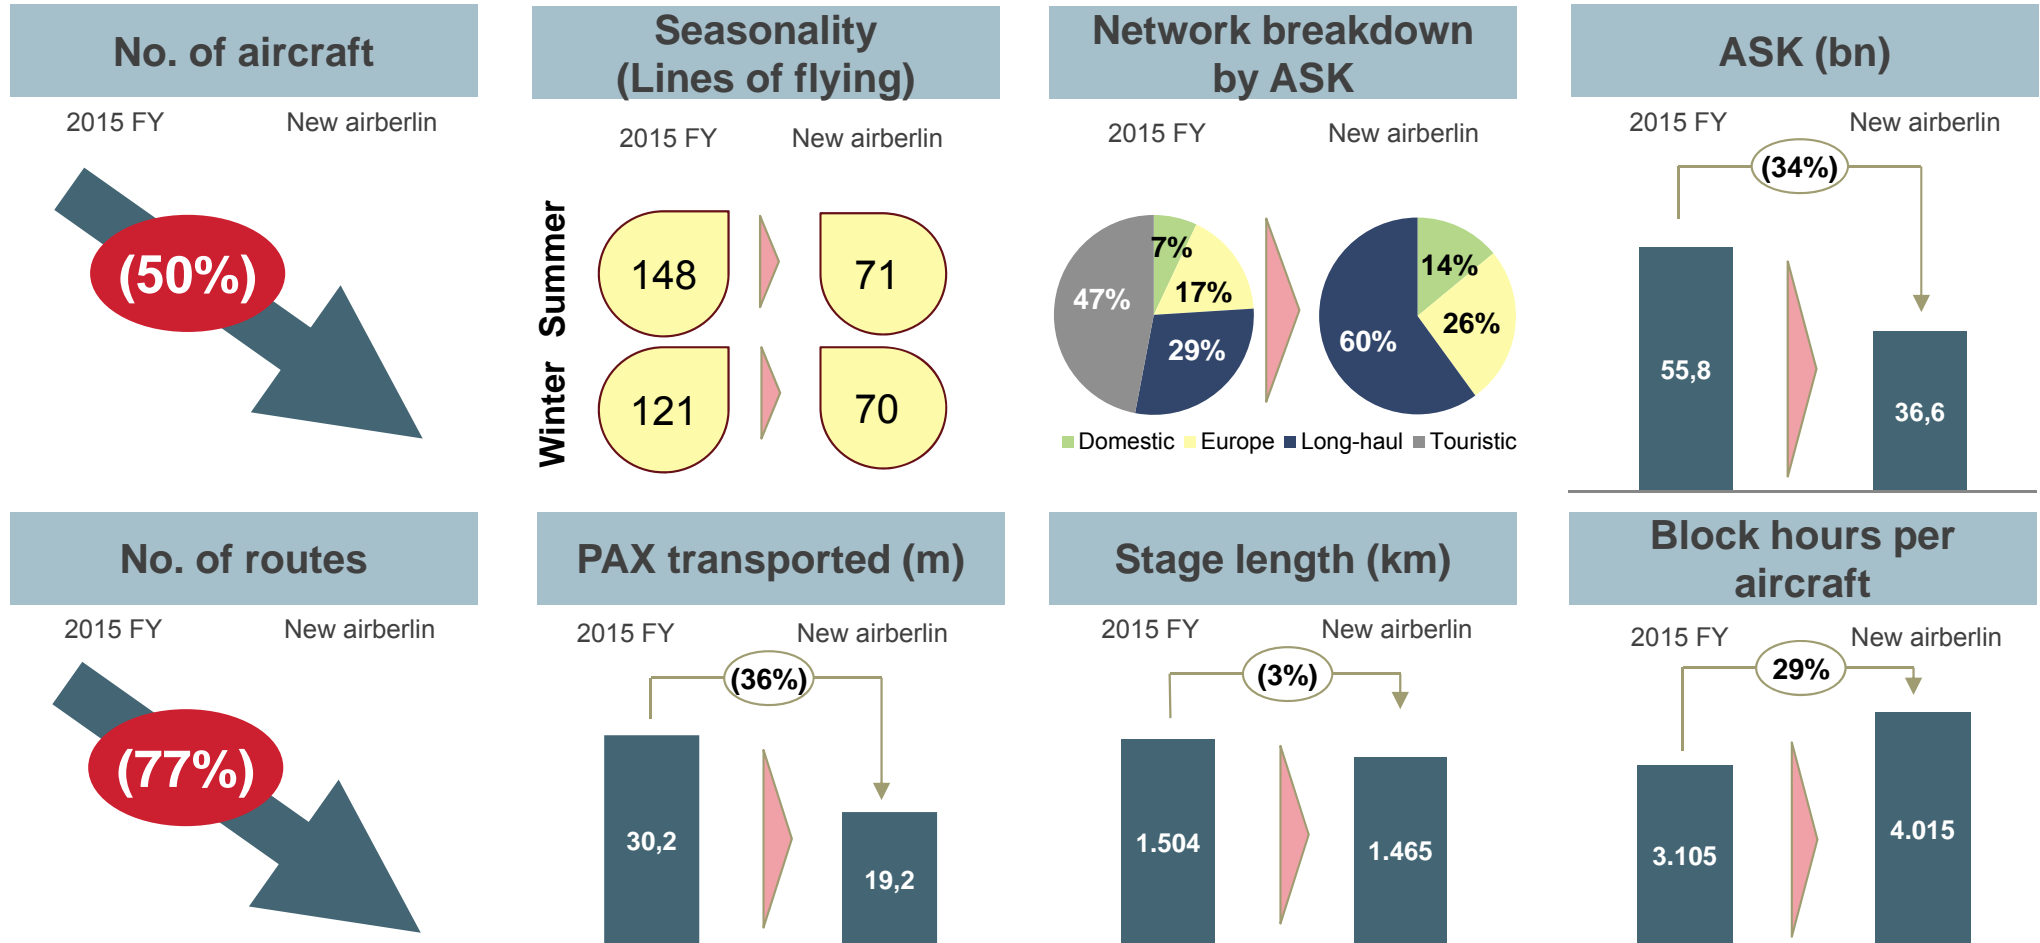 No. of aircraft
2015 FY New airberlin
(50%)
Seasonality
(Lines of flying)
2015 FY New airberlin
Summer
148 71
Winter
121 70
Network breakdown
by ASK
2015 FY New airberlin
7%
17%
29%
47%
14%
26%
60%
Domestic Europe Long-haul Touristic
ASK (bn)
2015 FY New airberlin
(34%)
55,8
36,6
No. of routes
2015 FY New airberlin
(77%)
PAX transported (m)
2015 FY New airberlin
(36%)
30,2
19,2
Stage length (km)
2015 FY New airberlin
(3%)
1.504
1.465
Block hours per
aircraft
2015 FY New airberlin
29%
3.105
4.015